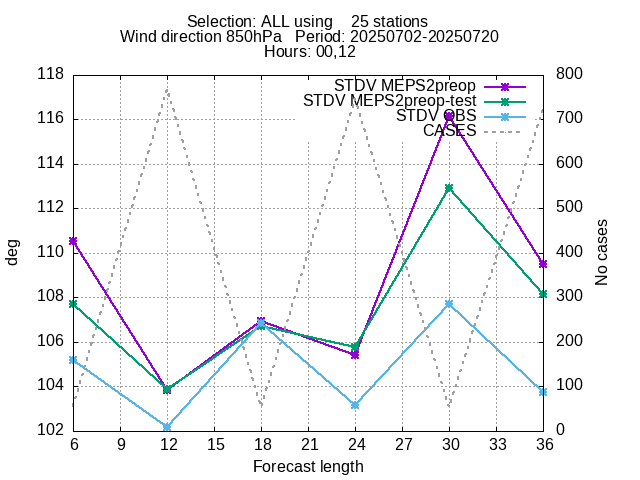 Selection: ALL using    25 stations
Wind direction 850hPa   Period: 20250702-20250720
Hours: 00,12
STDV MEPS2preop
STDV MEPS2preop-test
STDV OBS
CASES
118
116
114
112
110
108
106
104
102
800
700
600
500
400
300
200
100
0
deg
No cases
6 9 12 15 18 21 24 27 30 33 36
Forecast length